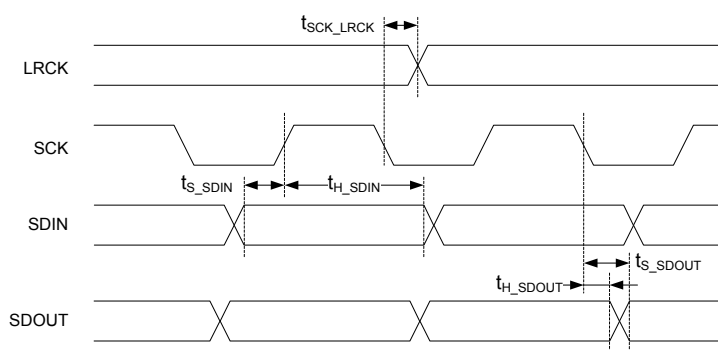 tSCK_LRCK
LRCK
SCK
tS_SDIN
tH_SDIN
SDIN
tS_SDOUT
tH_SDOUT
SDOUT